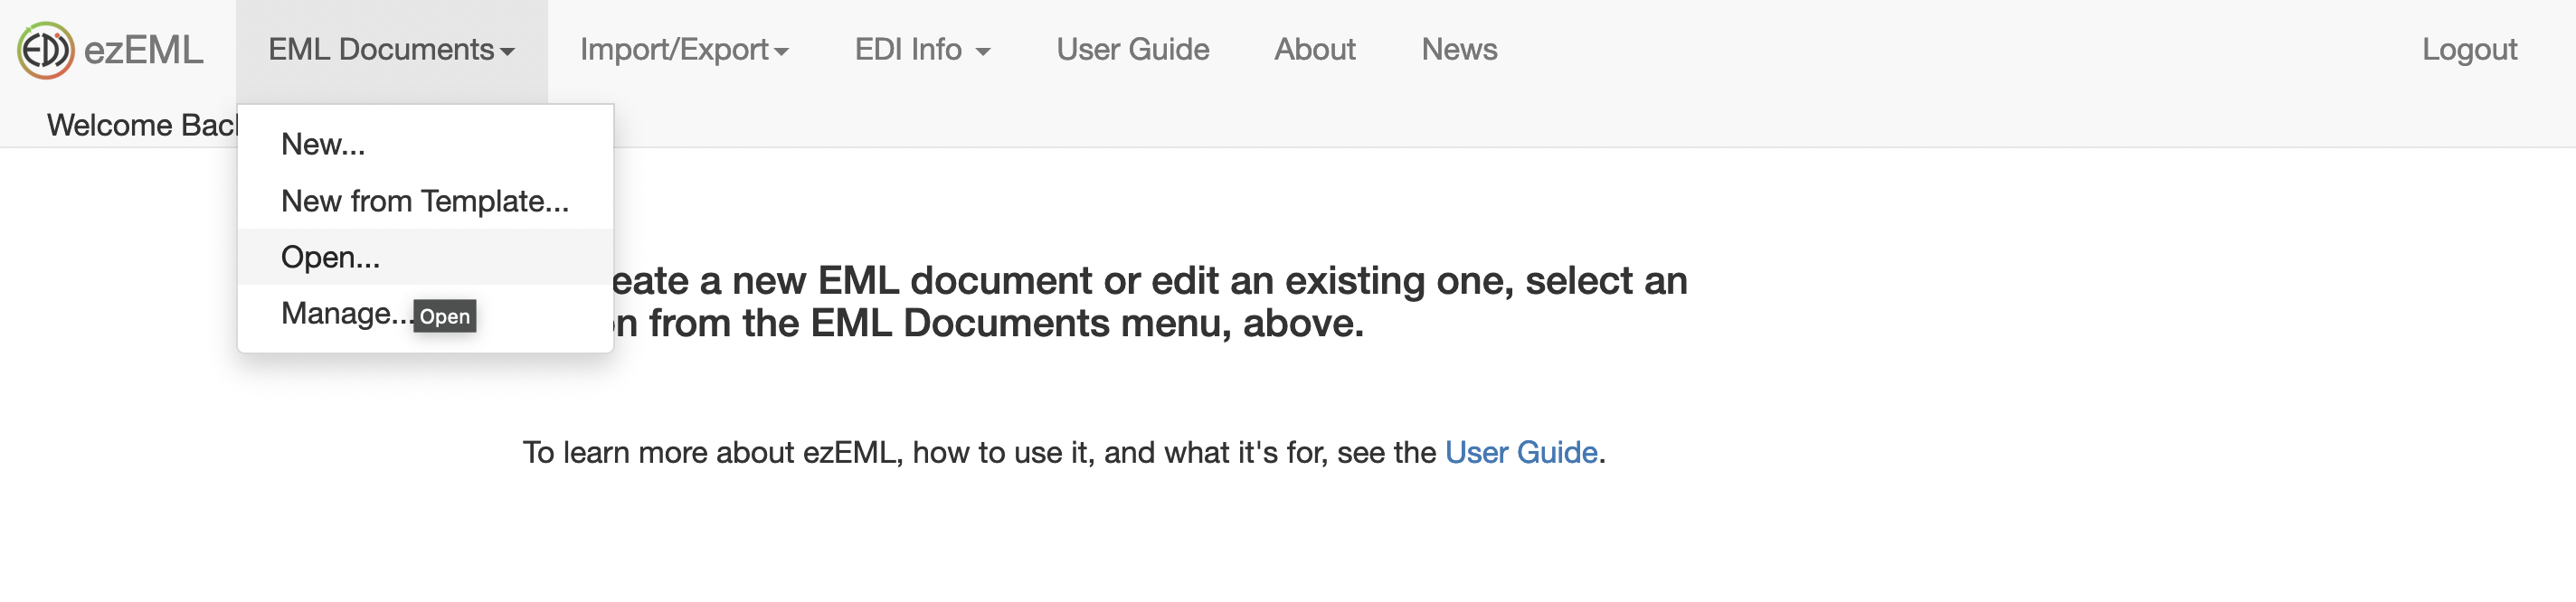 EDI ezEML EML Documents Import/Export EDI Info User Guide About News Logout
Welcome Back
New...
New from Template...
Open...
Manage...
Open
eate a new EML document or edit an existing one, select an
n from the EML Documents menu, above.
To learn more about ezEML, how to use it, and what it's for, see the User Guide.